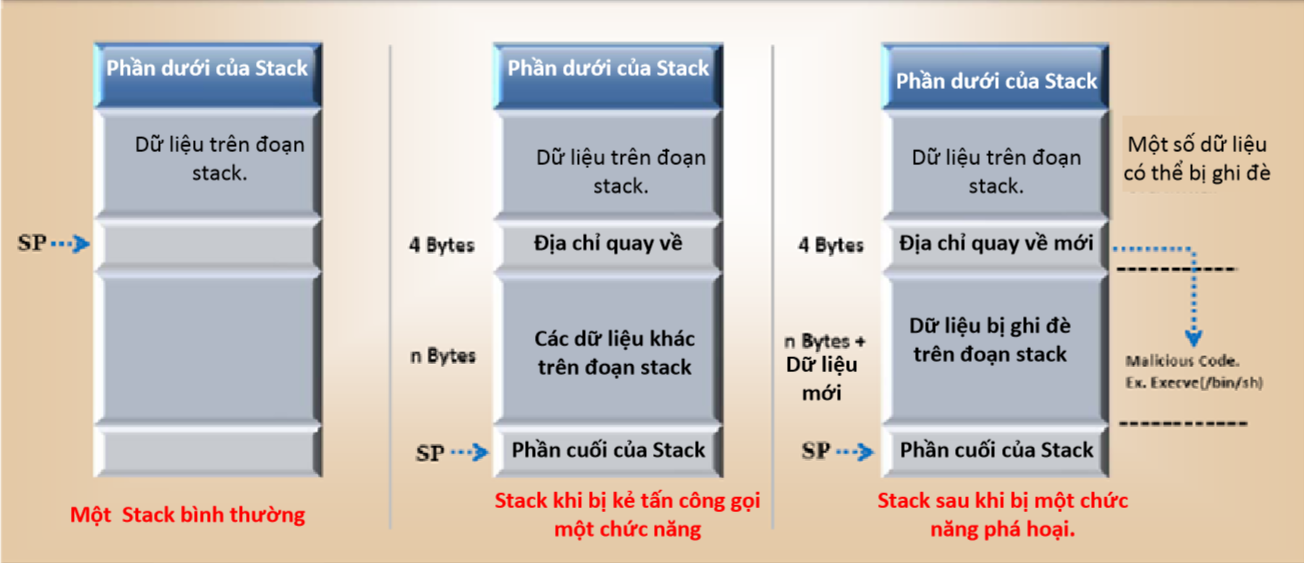 Phần dưới của Stack
Dữ liệu trên đoạn
stack.
SP
Một Stack bình thường
Phần dưới của Stack
Dữ liệu trên đoạn
stack.
4 Bytes
Địa chỉ quay về
n Bytes
Các dữ liệu khác
trên đoạn stack
SP
Phần cuối của Stack
Stack khi bị kẻ tấn công gọi
một chức năng
Phần dưới của Stack
Dữ liệu trên đoạn
stack.
Một số dữ liệu
có thể bị ghi đè
4 Bytes
Địa chỉ quay về mới
n Bytes +
Dữ liệu
mới
Dữ liệu bị ghi đè
trên đoạn stack
Malicious Code.
Ex. Execve(/bin/sh)
SP
Phần cuối của Stack
Stack sau khi bị một chức
năng phá hoại.